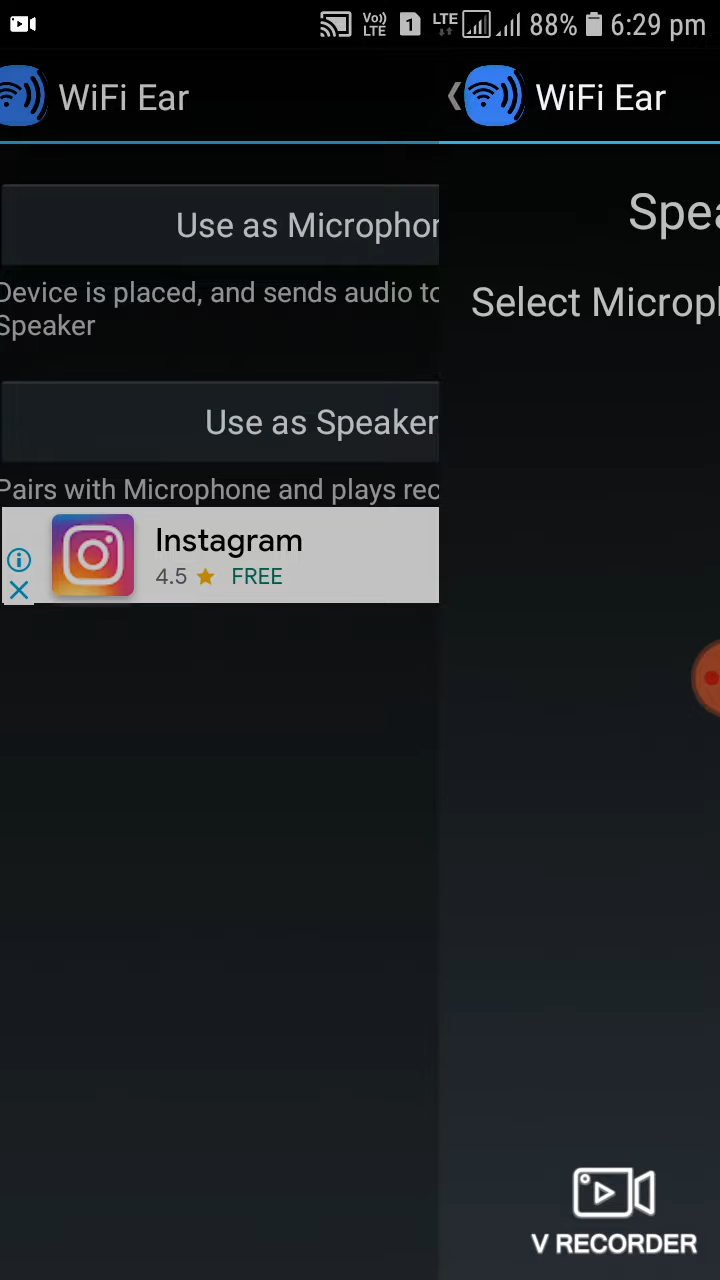 Vo)) LTE 1 LTE 88% 6:29 pm
WiFi Ear
Use as Microphon
Device is placed, and sends audio to
Speaker
Use as Speaker
Pairs with Microphone and plays rec
Instagram
4.5 ★ FREE
WiFi Ear
Spea
Select Microph
V RECORDER